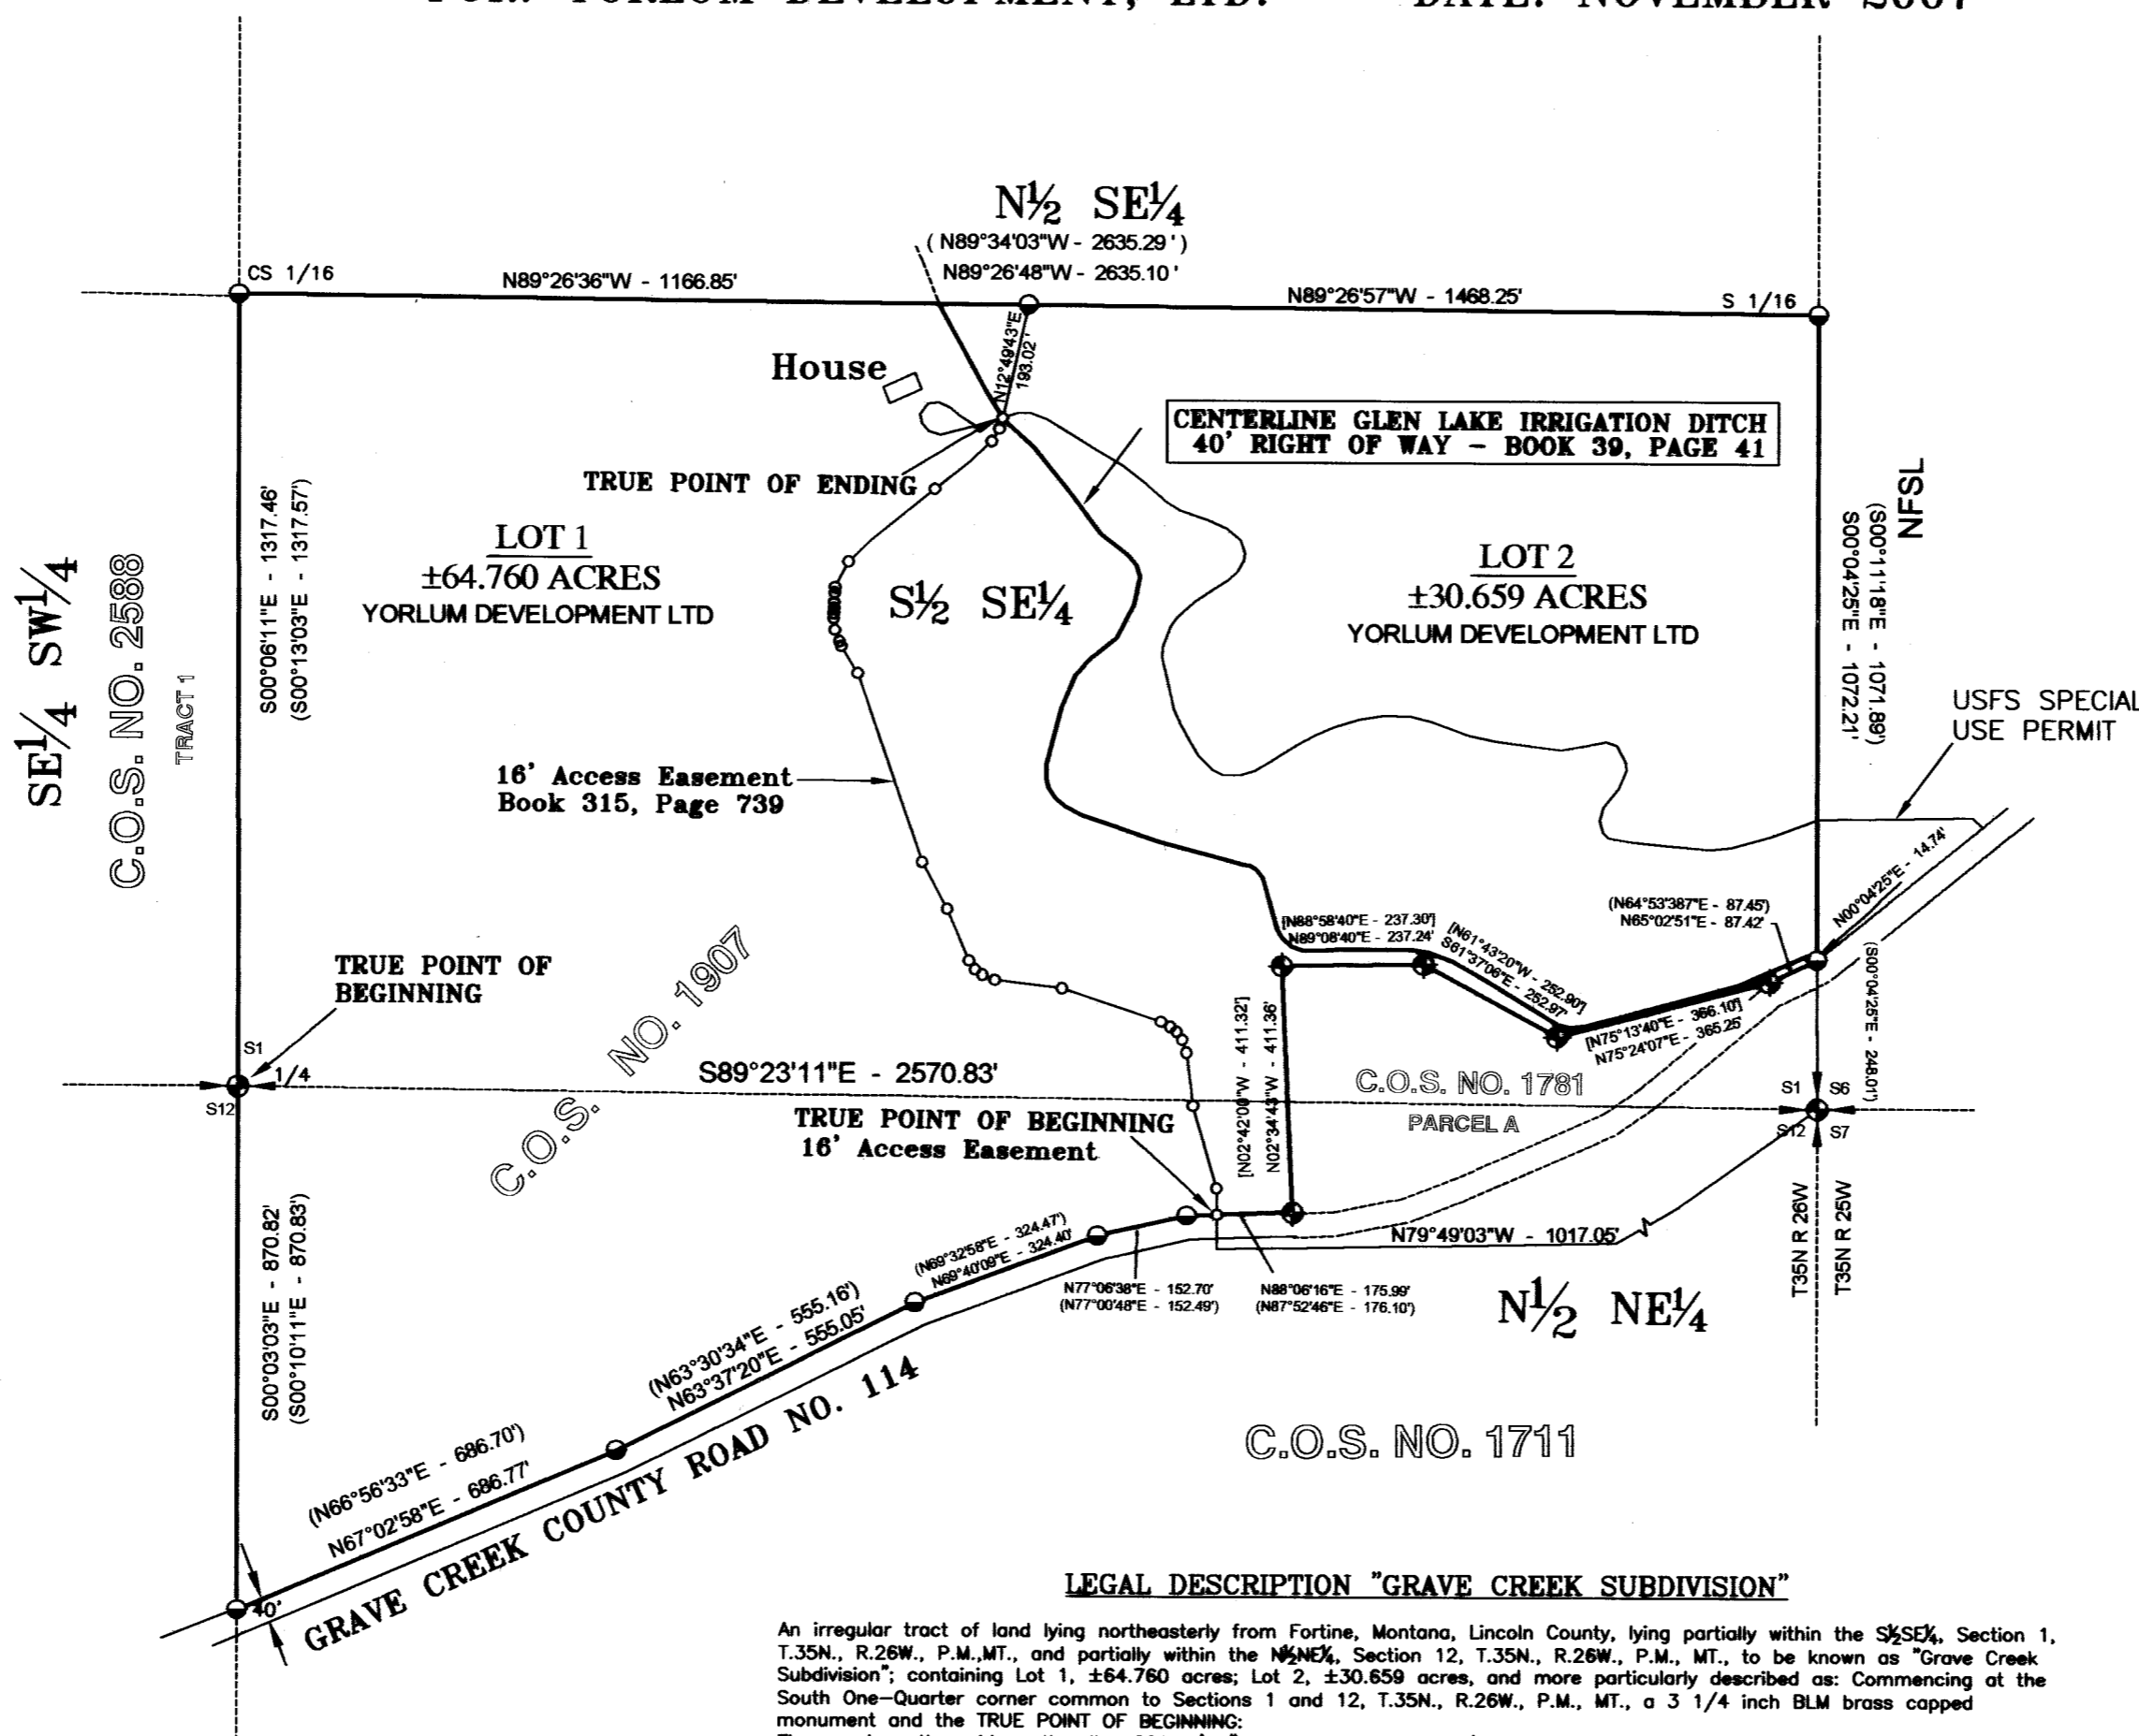 N½ SE¼
( N89°34'03"W - 2635.29 ' )
N89°26'48"W - 2635.10 '
CS 1/16
N89°26'36"W - 1166.85'
N89°26'57"W - 1468.25'
S 1/16
N12°49'43"E
193.02 '
House
CENTERLINE GLEN LAKE IRRIGATION DITCH
40' RIGHT OF WAY - BOOK 39, PAGE 41
TRUE POINT OF ENDING
LOT 1
±64.760 ACRES
YORLUM DEVELOPMENT LTD
S½ SE¼
LOT 2
±30.659 ACRES
YORLUM DEVELOPMENT LTD
SE¼ SW¼
C.O.S. NO. 2588
TRACT 1
S00°06'11"E - 1317.46'
(S00°13'03"E - 1317.57')
NFSL
(S00°11'18"E - 1071.89')
S00°04'25"E - 1072.21'
USFS SPECIAL
USE PERMIT
16' Access Easement
Book 315, Page 739
N00°04'25"E - 14.74'
(N64°53'387"E - 87.45')
N65°02'51"E - 87.42'
[N88°58'40"E - 237.30']
N89°08'40"E - 237.24'
[N61°43'20"W - 252.90']
S61°37'06"E - 252.97'
[N75°13'40"E - 366.10']
N75°24'07"E - 365.25'
(S00°04'25"E - 248.01')
TRUE POINT OF
BEGINNING
C.O.S. NO. 1907
S1
1/4
S12
S89°23'11"E - 2570.83'
[N02°42'00"W - 411.32']
N02°34'43"W - 411.36'
C.O.S. NO. 1781
PARCEL A
S1 S6
S12 S7
TRUE POINT OF BEGINNING
16' Access Easement
T35N R 26W
T35N R 25W
N79°49'03"W - 1017.05'
S00°03'03"E - 870.82'
(S00°10'11"E - 870.83')
(N69°32'58"E - 324.47')
N69°40'09"E - 324.40'
N77°06'38"E - 152.70'
(N77°00'48"E - 152.49')
N88°06'16"E - 175.99'
(N87°52'46"E - 176.10')
N½ NE¼
(N63°30'34"E - 555.16')
N63°37'20"E - 555.05'
(N66°56'33"E - 686.70')
N67°02'58"E - 686.77'
GRAVE CREEK COUNTY ROAD NO. 114
40'
C.O.S. NO. 1711
LEGAL DESCRIPTION "GRAVE CREEK SUBDIVISION"
An irregular tract of land lying northeasterly from Fortine, Montana, Lincoln County, lying partially within the S½SE¼, Section 1,
T.35N., R.26W., P.M.,MT., and partially within the N½NE¼, Section 12, T.35N., R.26W., P.M., MT., to be known as "Grave Creek
Subdivision"; containing Lot 1, ±64.760 acres; Lot 2, ±30.659 acres, and more particularly described as: Commencing at the
South One-Quarter corner common to Sections 1 and 12, T.35N., R.26W., P.M., MT., a 3 1/4 inch BLM brass capped
monument and the TRUE POINT OF BEGINNING: